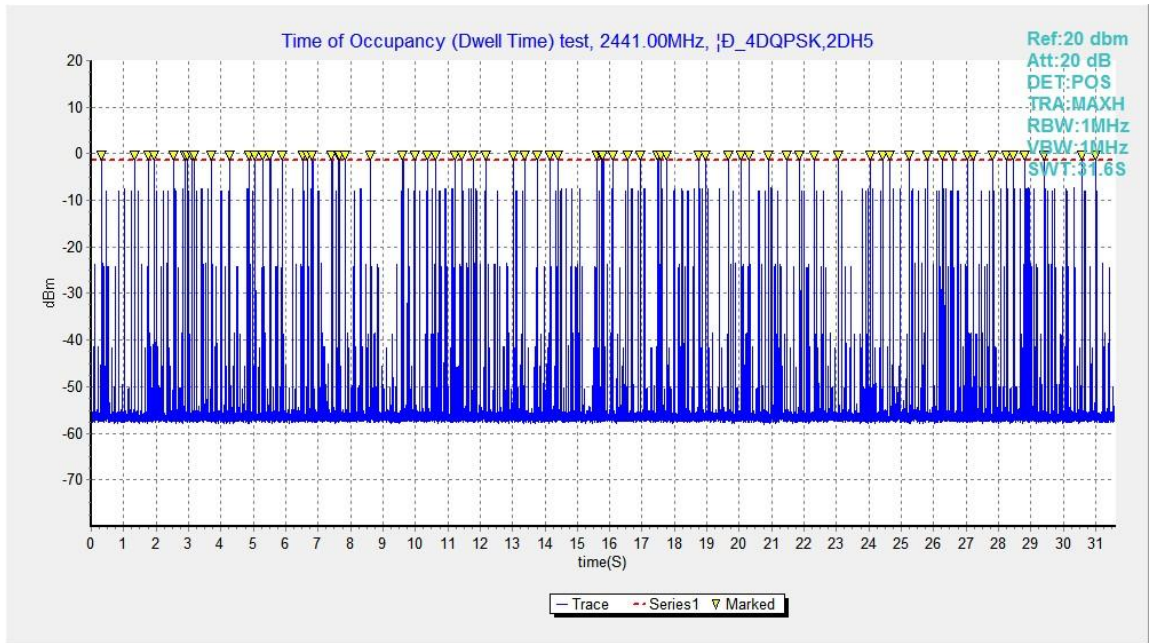 Time of Occupancy (Dwell Time) test, 2441.00MHz, ¦Ð_4DQPSK,2DH5
Ref:20 dbm
Att:20 dB
DET:POS
TRA:MAXH
RBW:1MHz
VBW:1MHz
SWT:31.6S
20
10
0
-10
-20
-30
-40
-50
-60
-70
dBm
0 1 2 3 4 5 6 7 8 9 10 11 12 13 14 15 16 17 18 19 20 21 22 23 24 25 26 27 28 29 30 31
time(S)
Trace Series1 Marked